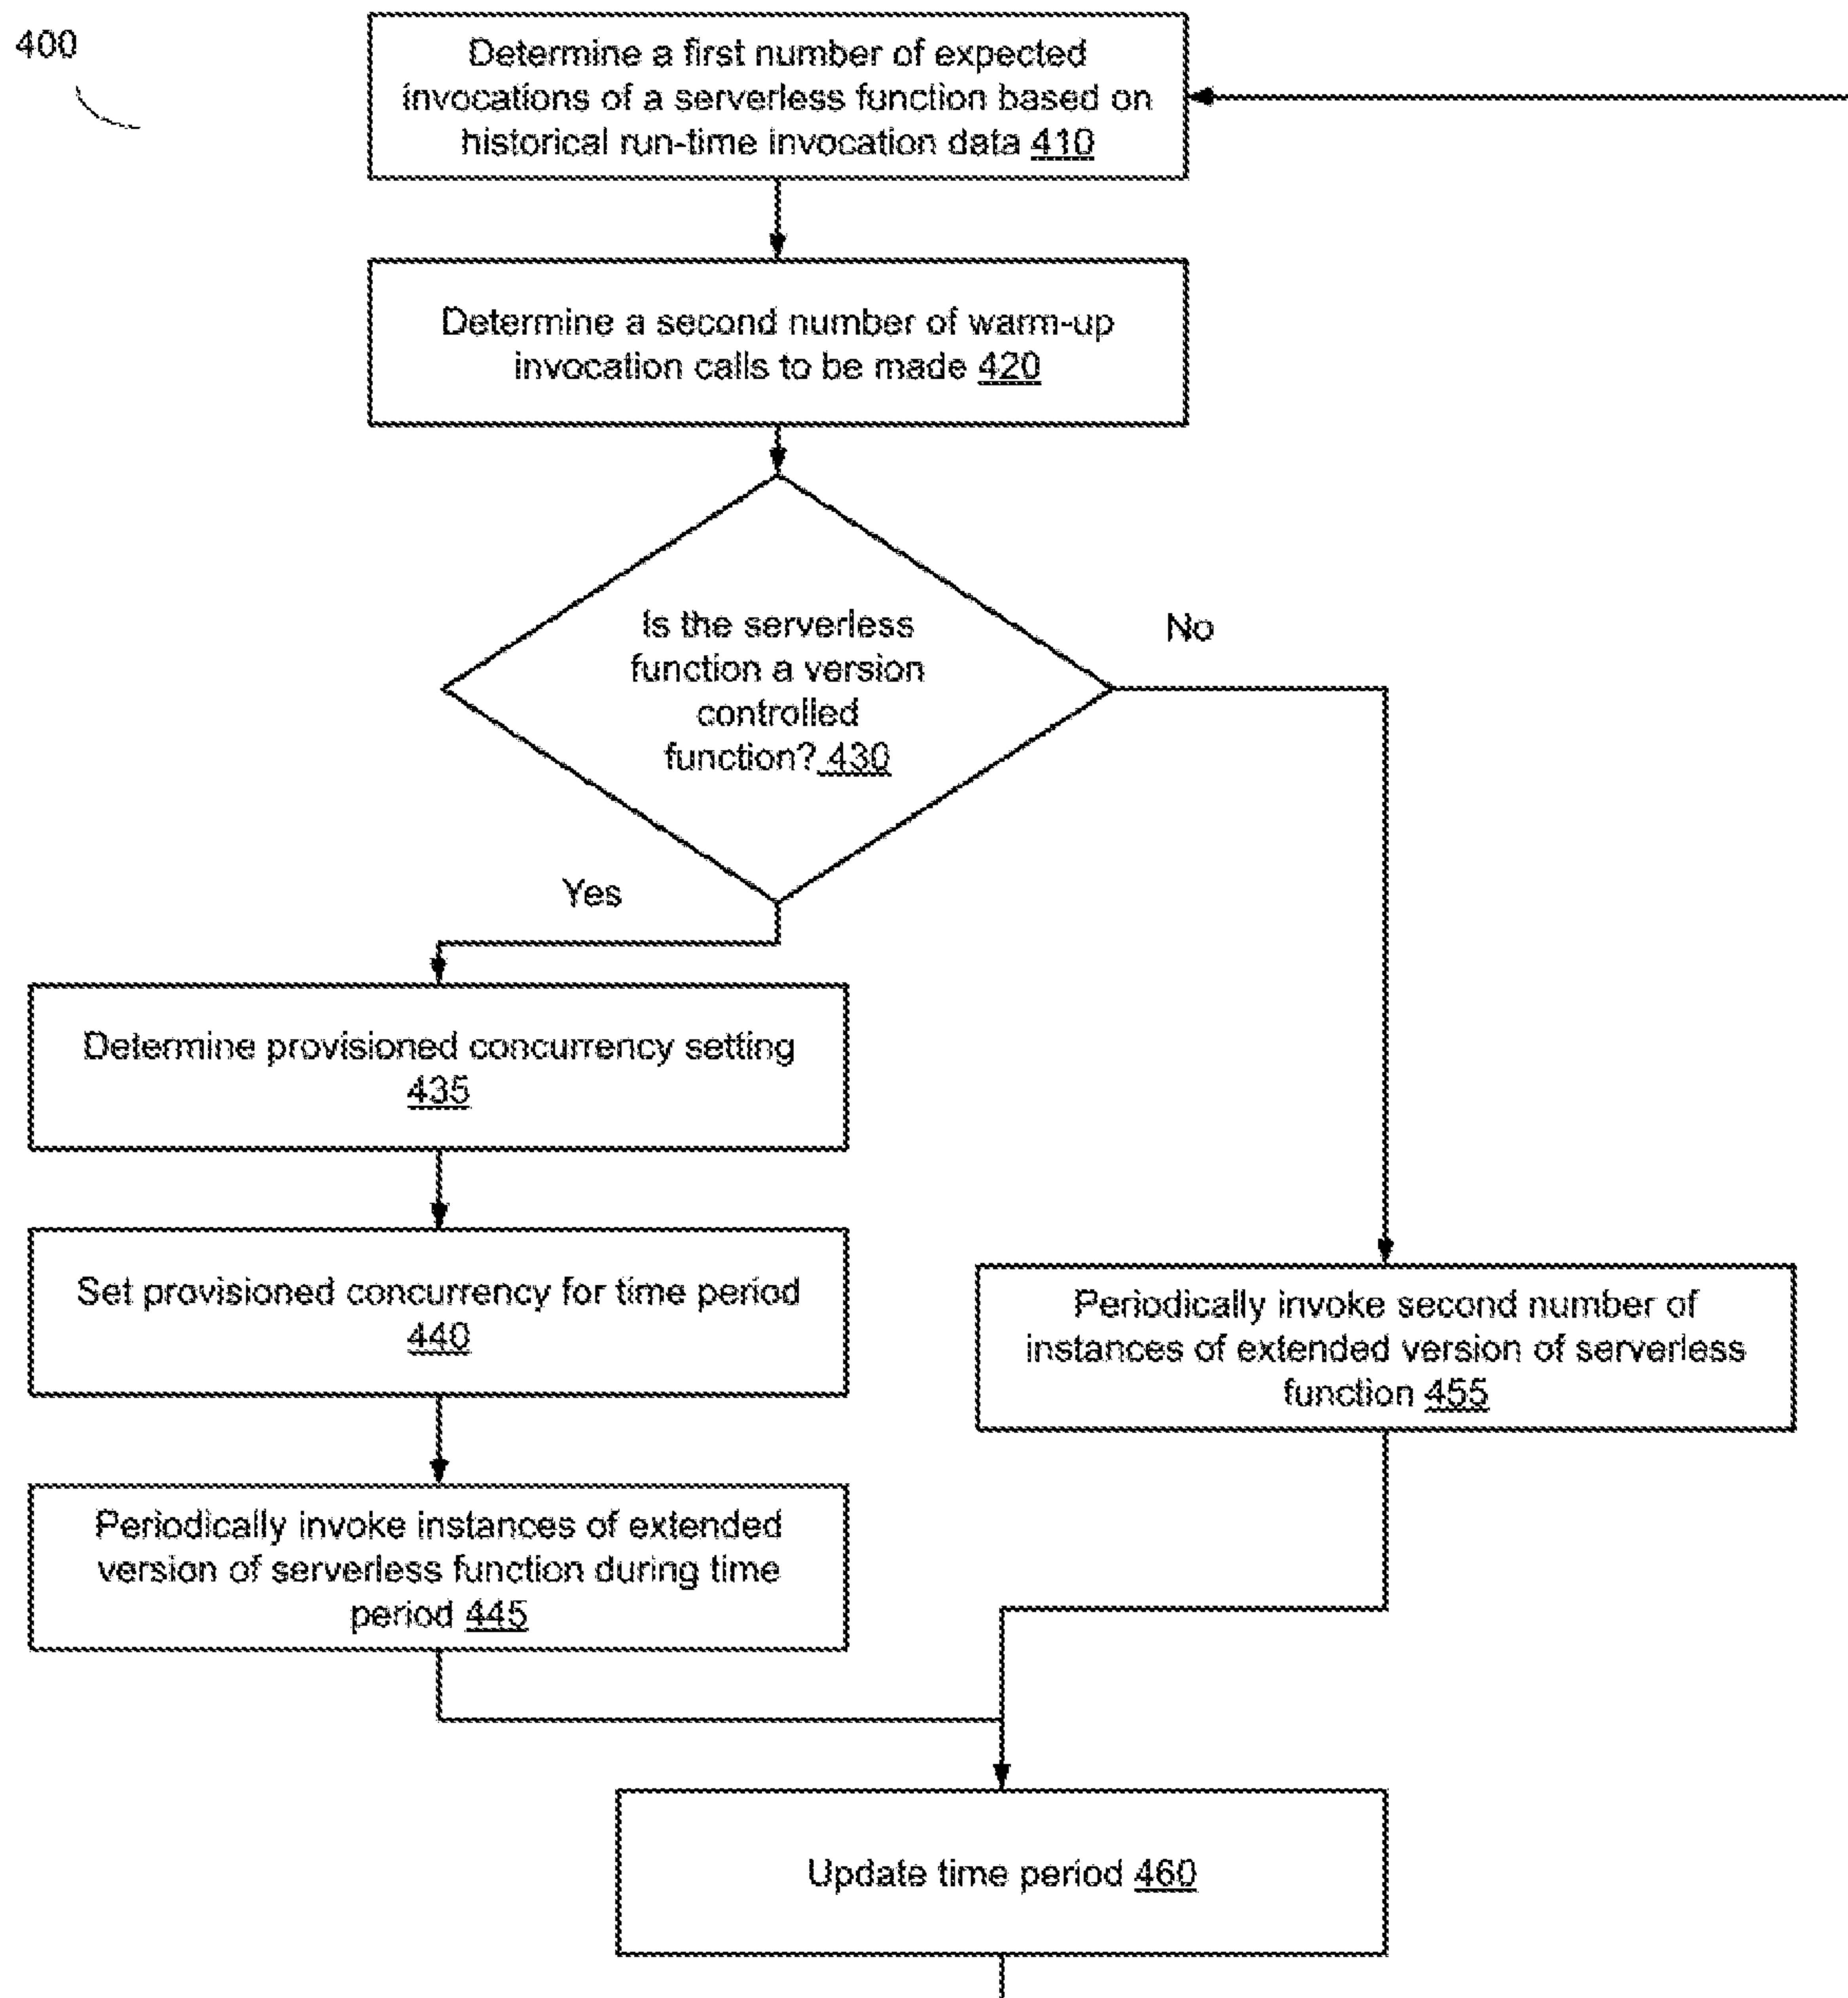 400
Determine a first number of expected
invocations of a serverless function based on
historical run-time invocation data 410
Determine a second number of warm-up
invocation calls to be made 420
Is the serverless
function a version
controlled
function? 430
No
Yes
Determine provisioned concurrency setting
435
Set provisioned concurrency for time period
440
Periodically invoke second number of
instances of extended version of serverless
function 455
Periodically invoke instances of extended
version of serverless function during time
period 445
Update time period 460